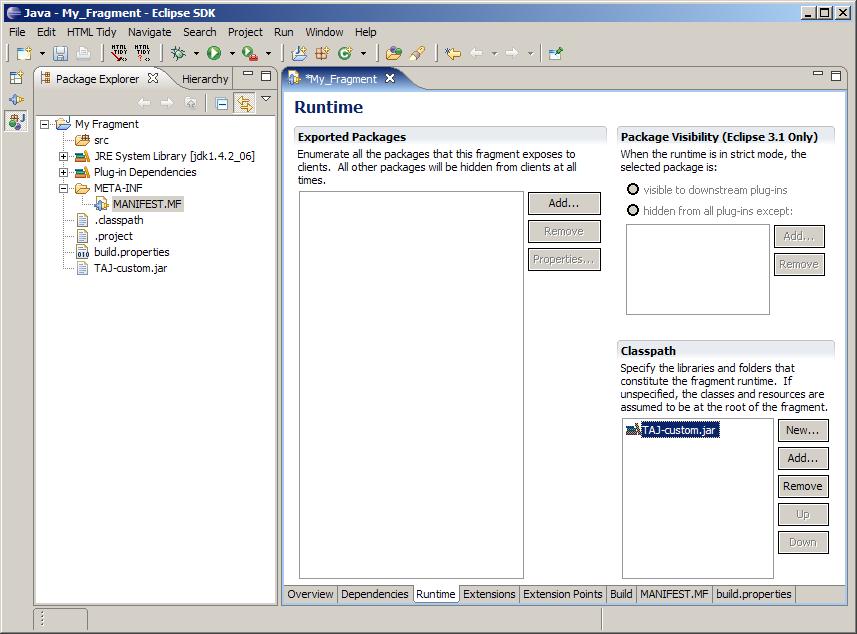 Java - My_Fragment - Eclipse SDK
File Edit HTML Tidy Navigate Search Project Run Window Help
HTML TIDY HTML TIDY ?
Package Explorer Hierarchy
My Fragment
src
JRE System Library [jdk1.4.2_06]
Plug-in Dependencies
META-INF
MANIFEST.MF
.classpath
.project
010 build.properties
TAJ-custom.jar
*My_Fragment
Runtime
Exported Packages
Enumerate all the packages that this fragment exposes to
clients. All other packages will be hidden from clients at all
times.
Add...
Remove
Properties...
Package Visibility (Eclipse 3.1 Only)
When the runtime is in strict mode, the
selected package is:
visible to downstream plug-ins
hidden from all plug-ins except:
Add...
Remove
Classpath
Specify the libraries and folders that
constitute the fragment runtime. If
unspecified, the classes and resources are
assumed to be at the root of the fragment.
TAJ-custom.jar
New...
Add...
Remove
Up
Down
Overview Dependencies Runtime Extensions Extension Points Build MANIFEST.MF build.properties